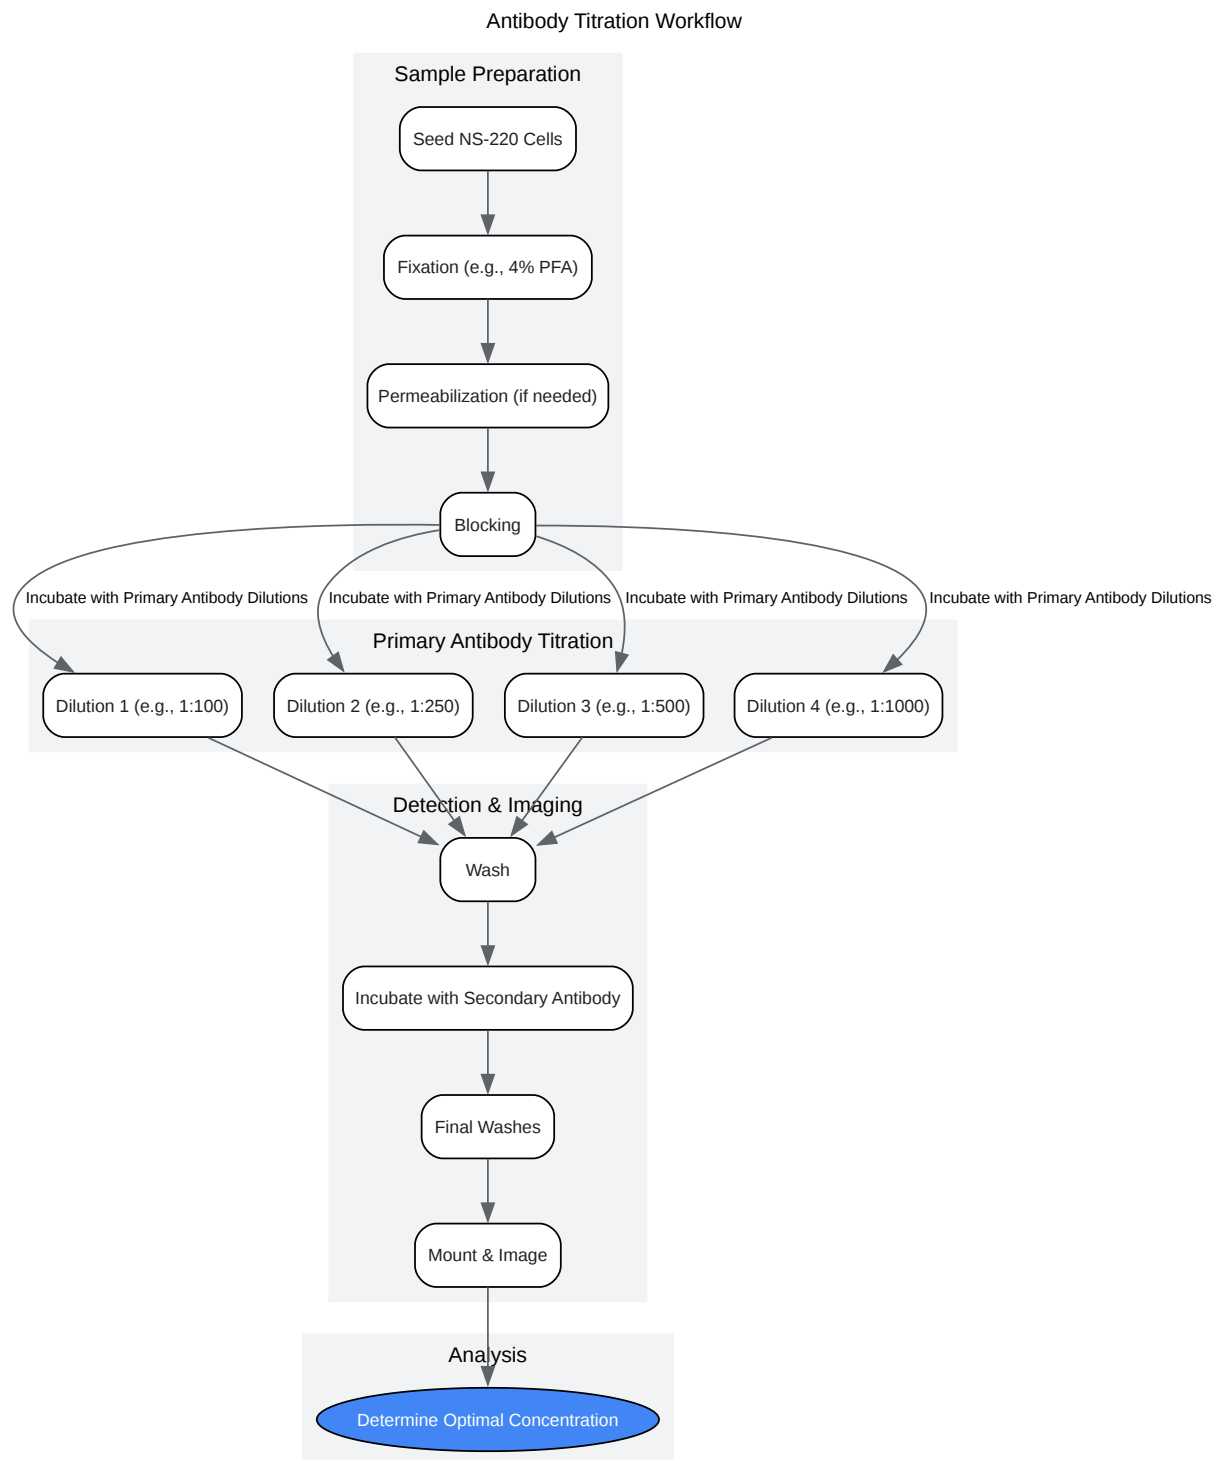 Antibody Titration Workflow
Sample Preparation
Seed NS-220 Cells
Fixation (e.g., 4% PFA)
Permeabilization (if needed)
Blocking
Incubate with Primary Antibody Dilutions
Incubate with Primary Antibody Dilutions
Incubate with Primary Antibody Dilutions
Incubate with Primary Antibody Dilutions
Primary Antibody Titration
Dilution 1 (e.g., 1:100)
Dilution 2 (e.g., 1:250)
Dilution 3 (e.g., 1:500)
Dilution 4 (e.g., 1:1000)
Detection & Imaging
Wash
Incubate with Secondary Antibody
Final Washes
Mount & Image
Analysis
Determine Optimal Concentration